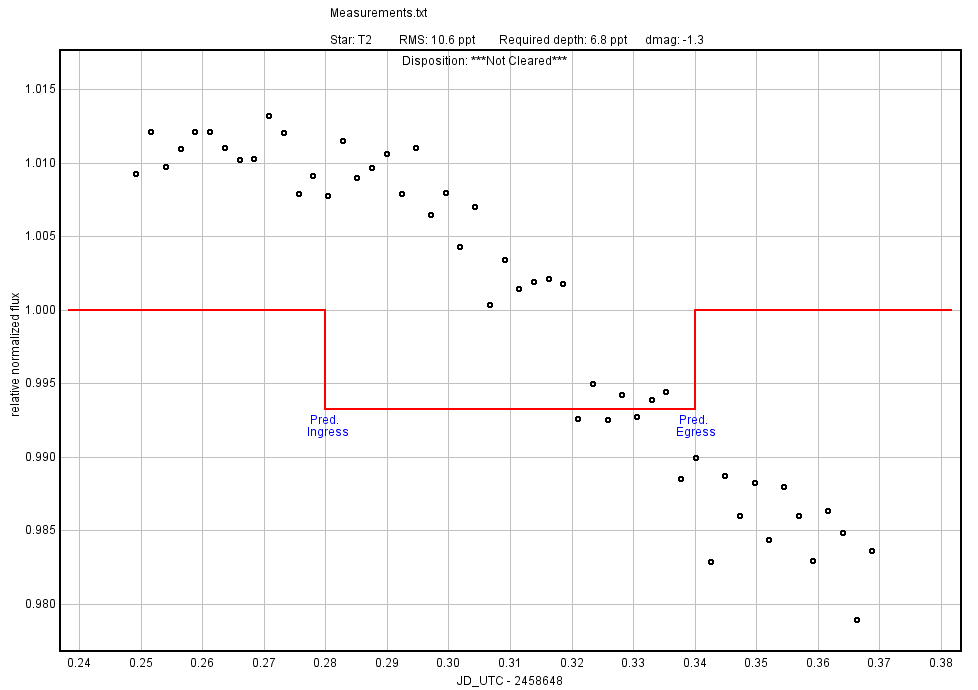 Measurements.txt
Star: T2 RMS: 10.6 ppt Required depth: 6.8 ppt dmag: -1.3
Disposition: ***Not Cleared***
1.015
1.010
1.005
1.000
0.995
0.990
0.985
0.980
relative normalized flux
Pred.
Ingress
Pred.
Egress
0.24 0.25 0.26 0.27 0.28 0.29 0.30 0.31 0.32 0.33 0.34 0.35 0.36 0.37 0.38
JD_UTC - 2458648